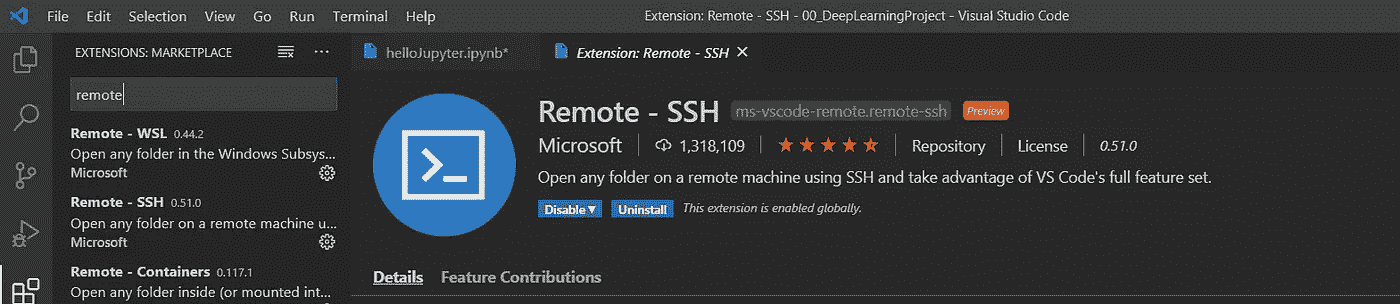 File Edit Selection View Go Run Terminal Help Extension: Remote - SSH - 00_DeepLearningProject - Visual Studio Code
EXTENSIONS: MARKETPLACE
remote
Remote - WSL 0.44.2
Open any folder in the Windows Subsys...
Microsoft
Remote - SSH 0.51.0
Open any folder on a remote machine u...
Microsoft
Remote - Containers 0.117.1
Open any folder inside (or mounted int...
helloJupyter.ipynb* Extension: Remote - SSH
Remote - SSH ms-vscode-remote.remote-ssh Preview
Microsoft 1,318,109 Repository License 0.51.0
Open any folder on a remote machine using SSH and take advantage of VS Code's full feature set.
Disable Uninstall This extension is enabled globally.
Details Feature Contributions